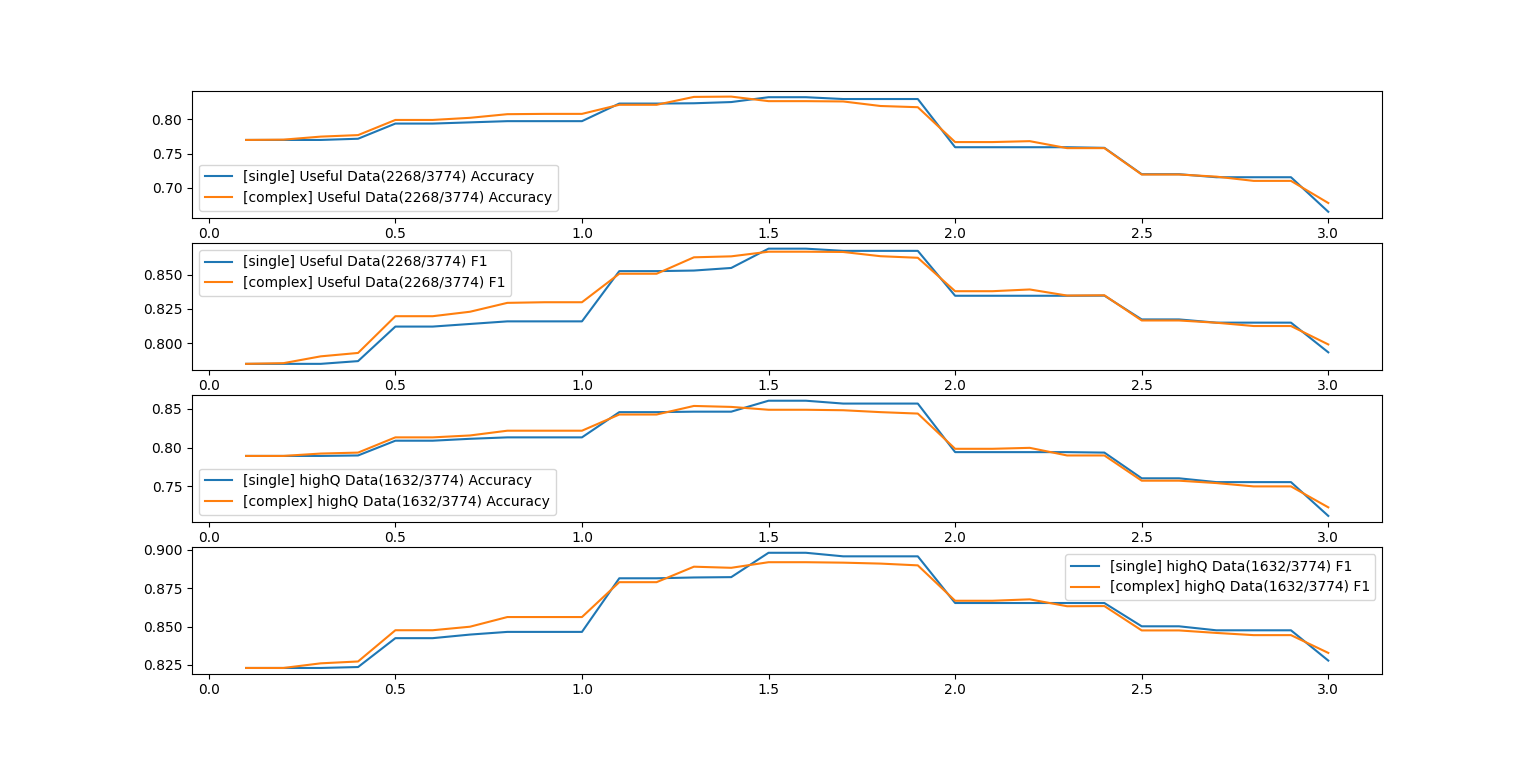 0.80
0.75
0.70
[single] Useful Data(2268/3774) Accuracy
[complex] Useful Data(2268/3774) Accuracy
0.0 0.5 1.0 1.5 2.0 2.5 3.0
0.850
0.825
0.800
[single] Useful Data(2268/3774) F1
[complex] Useful Data(2268/3774) F1
0.0 0.5 1.0 1.5 2.0 2.5 3.0
0.85
0.80
0.75
[single] highQ Data(1632/3774) Accuracy
[complex] highQ Data(1632/3774) Accuracy
0.0 0.5 1.0 1.5 2.0 2.5 3.0
0.900
0.875
0.850
0.825
[single] highQ Data(1632/3774) F1
[complex] highQ Data(1632/3774) F1
0.0 0.5 1.0 1.5 2.0 2.5 3.0